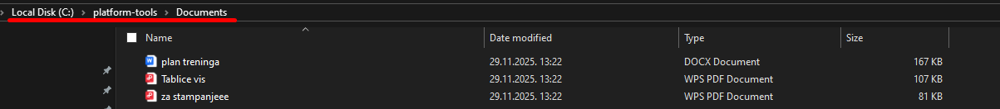 Local Disk (C:) > platform-tools > Documents
Name Date modified Type Size
plan treninga 29.11.2025. 13:22 DOCX Document 167 KB
Tablice vis 29.11.2025. 13:22 WPS PDF Document 107 KB
za stampanjeee 29.11.2025. 13:22 WPS PDF Document 81 KB